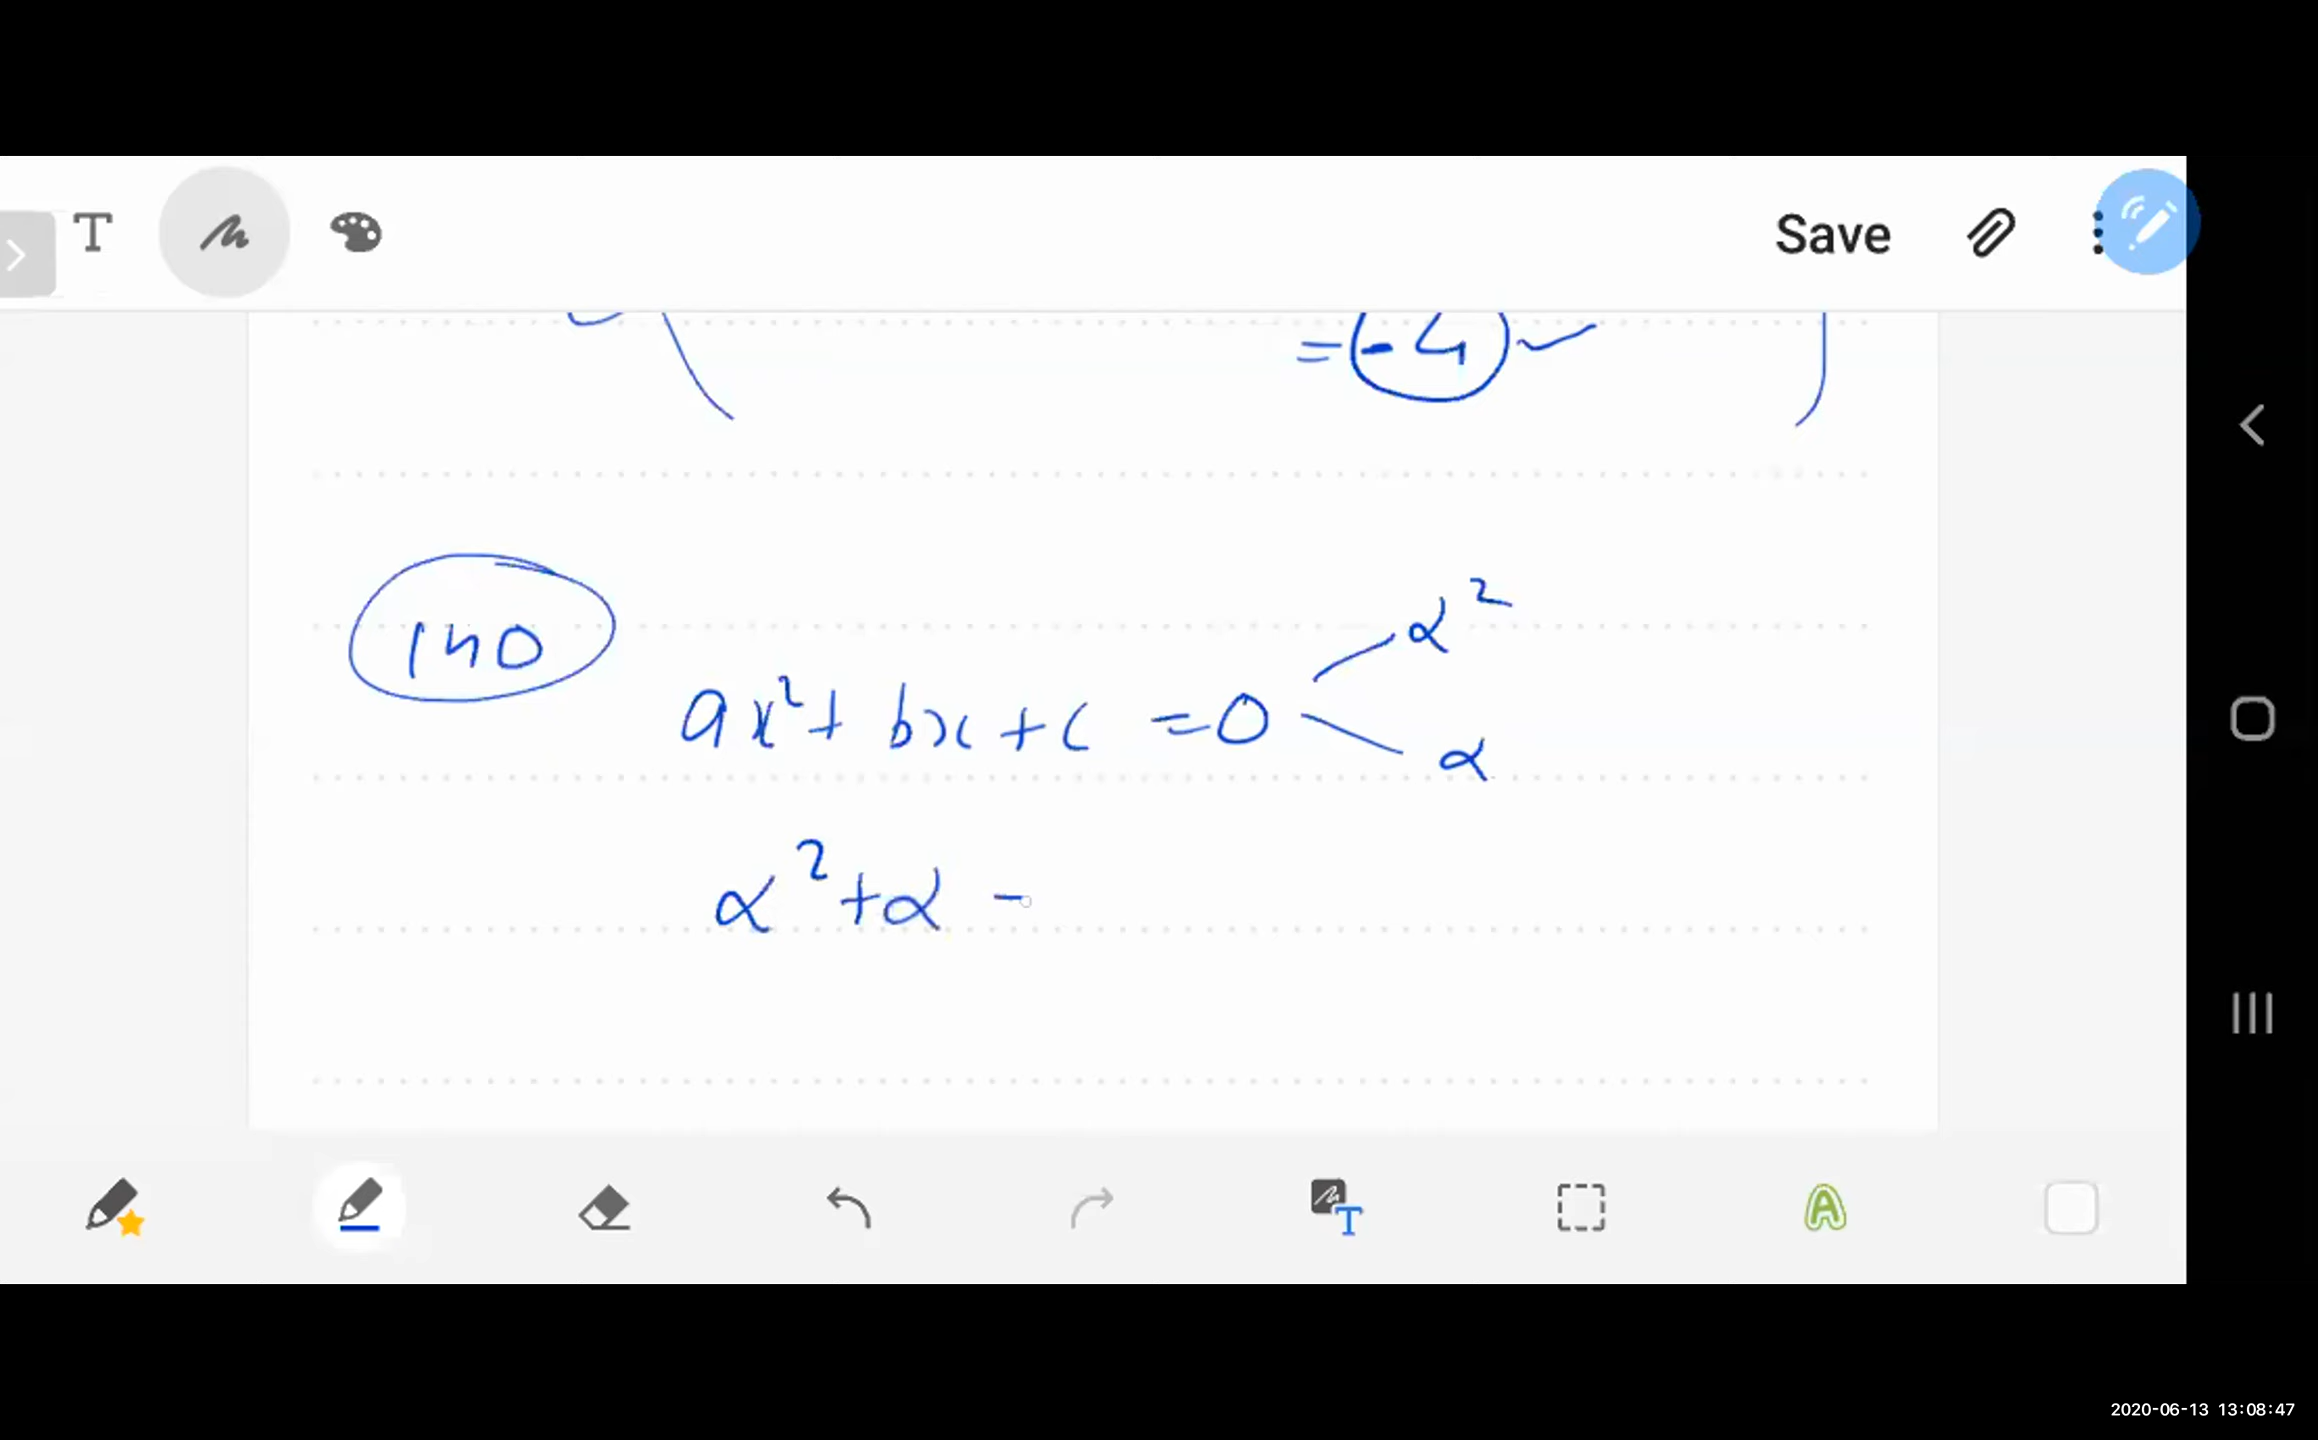 T
Save
= -4
140
α²
ax² + bx + c = 0
α
α² + α -
T
A
2020-06-13 13:08:47